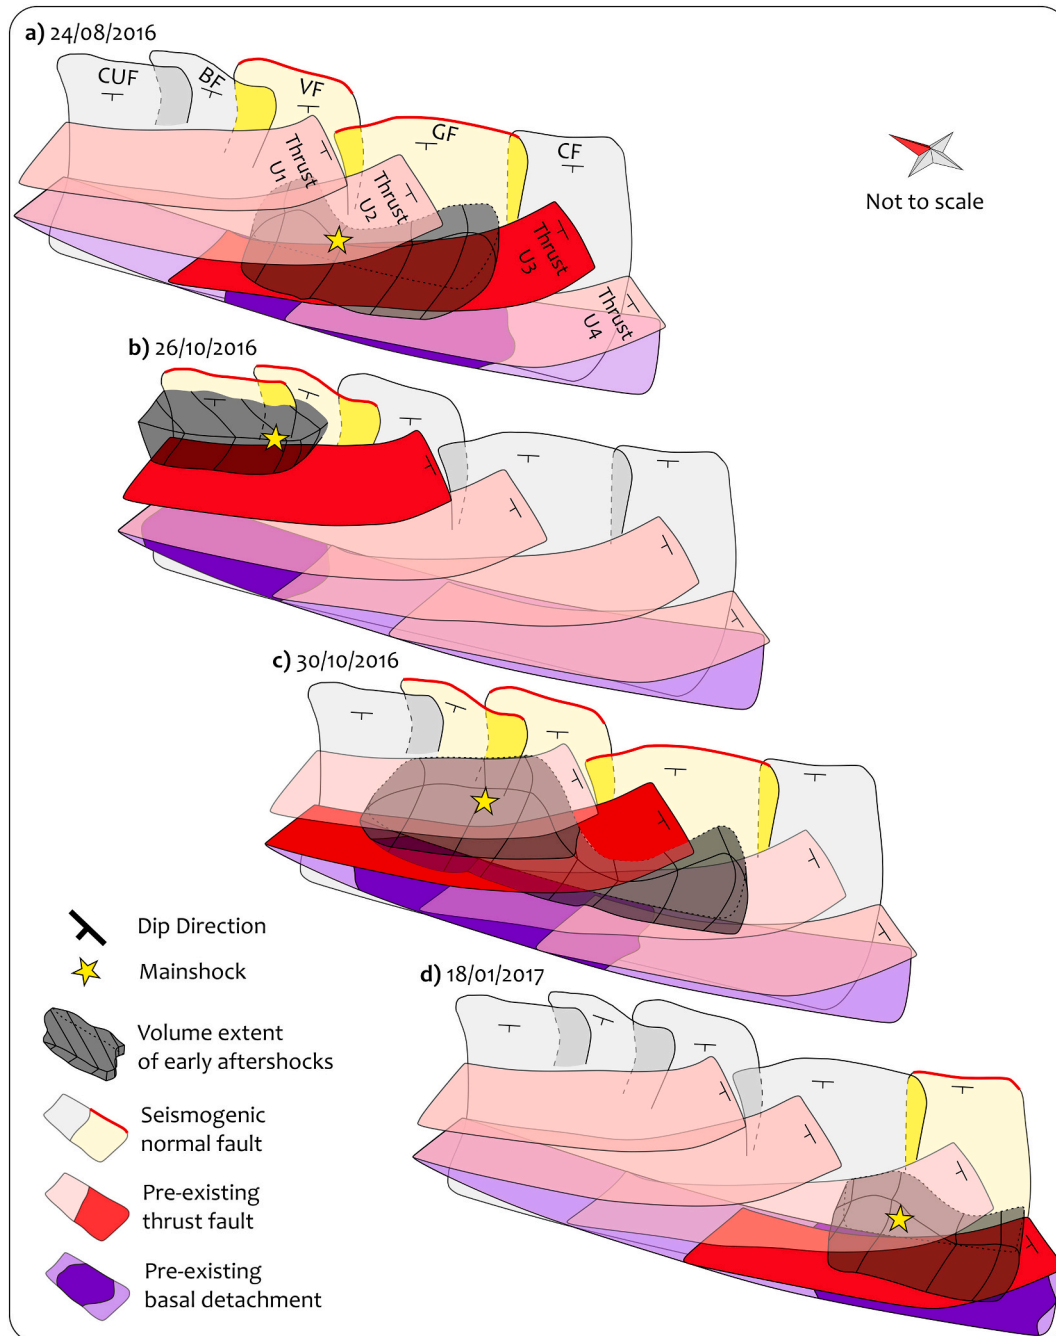 a) 24/08/2016
CUF
BF
VF
GF
CF
Thrust
U1
Thrust
U2
Thrust
U3
Thrust
U4
Not to scale
b) 26/10/2016
c) 30/10/2016
d) 18/01/2017
Dip Direction
Mainshock
Volume extent
of early aftershocks
Seismogenic
normal fault
Pre-existing
thrust fault
Pre-existing
basal detachment